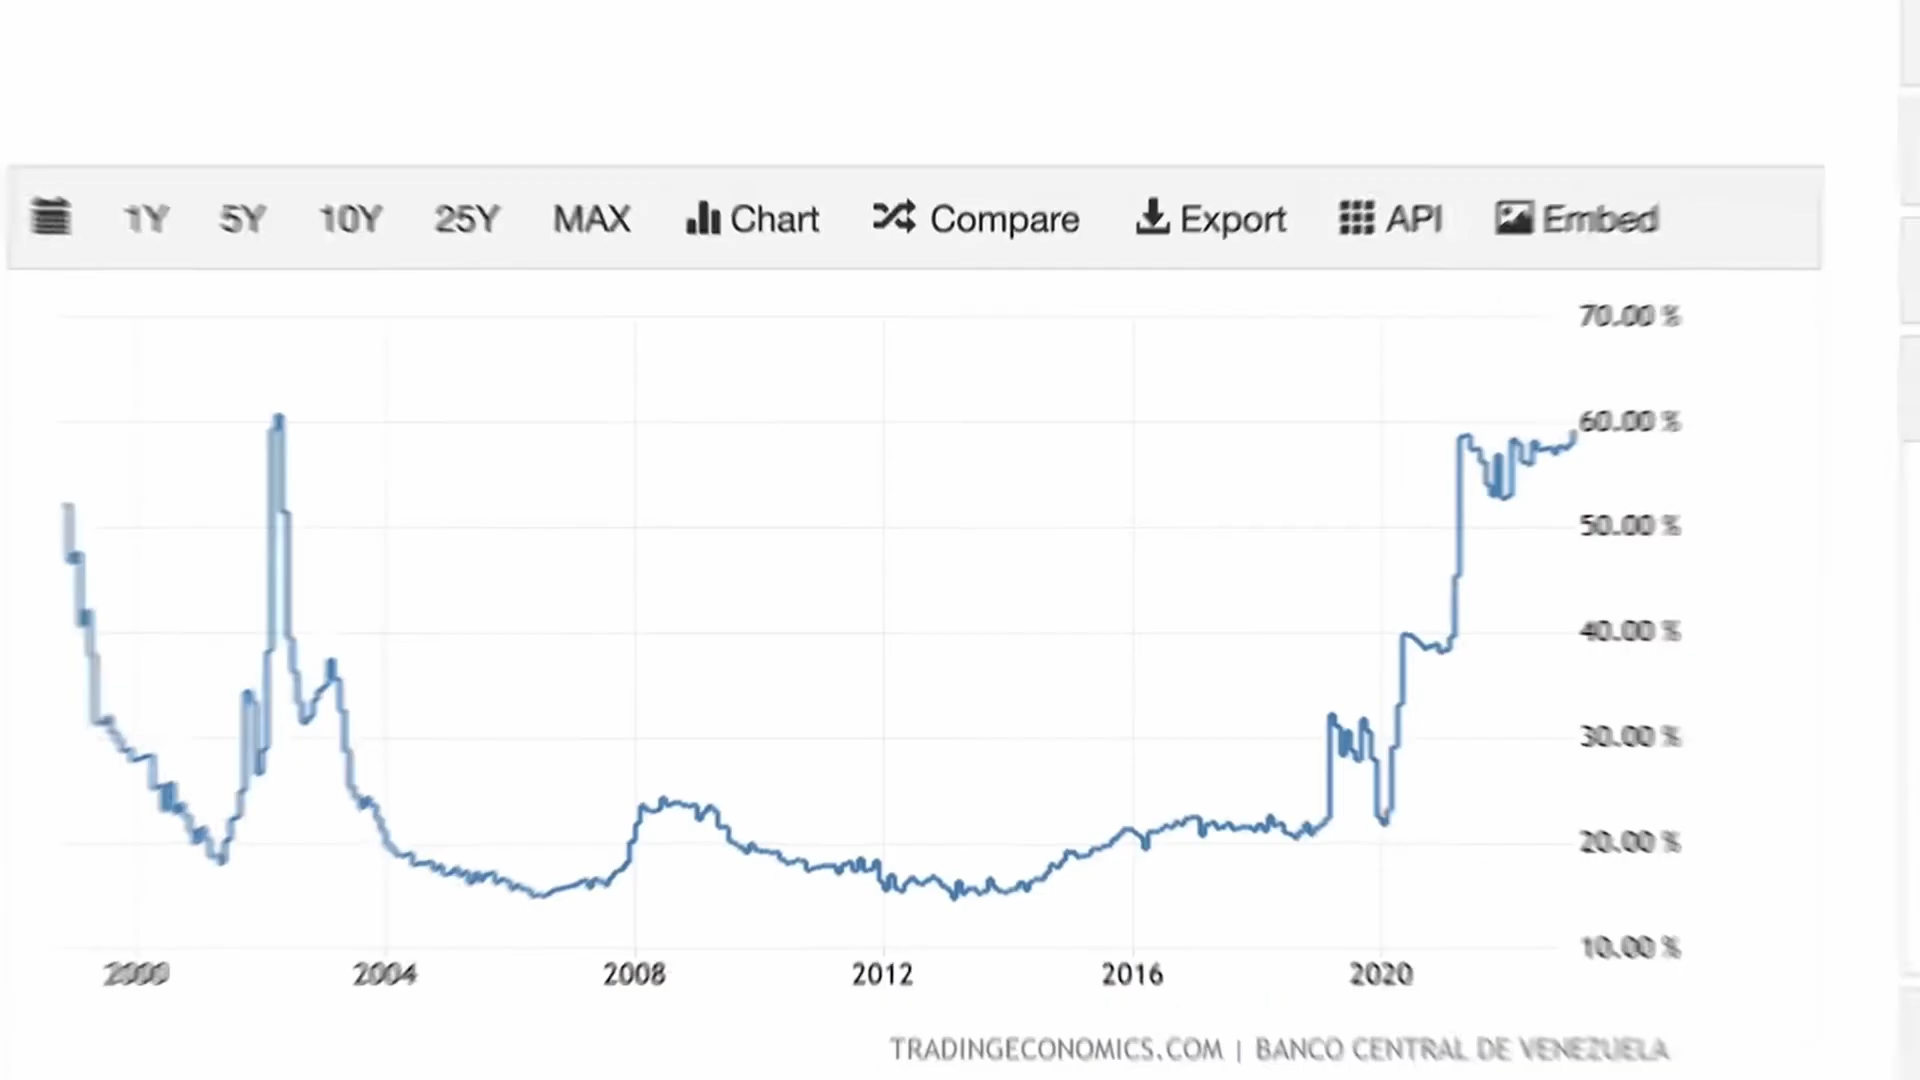 1Y 5Y 10Y 25Y MAX Chart Compare Export API Embed
70.00 %
60.00 %
50.00 %
40.00 %
30.00 %
20.00 %
10.00 %
2000 2004 2008 2012 2016 2020
TRADINGECONOMICS.COM | BANCO CENTRAL DE VENEZUELA